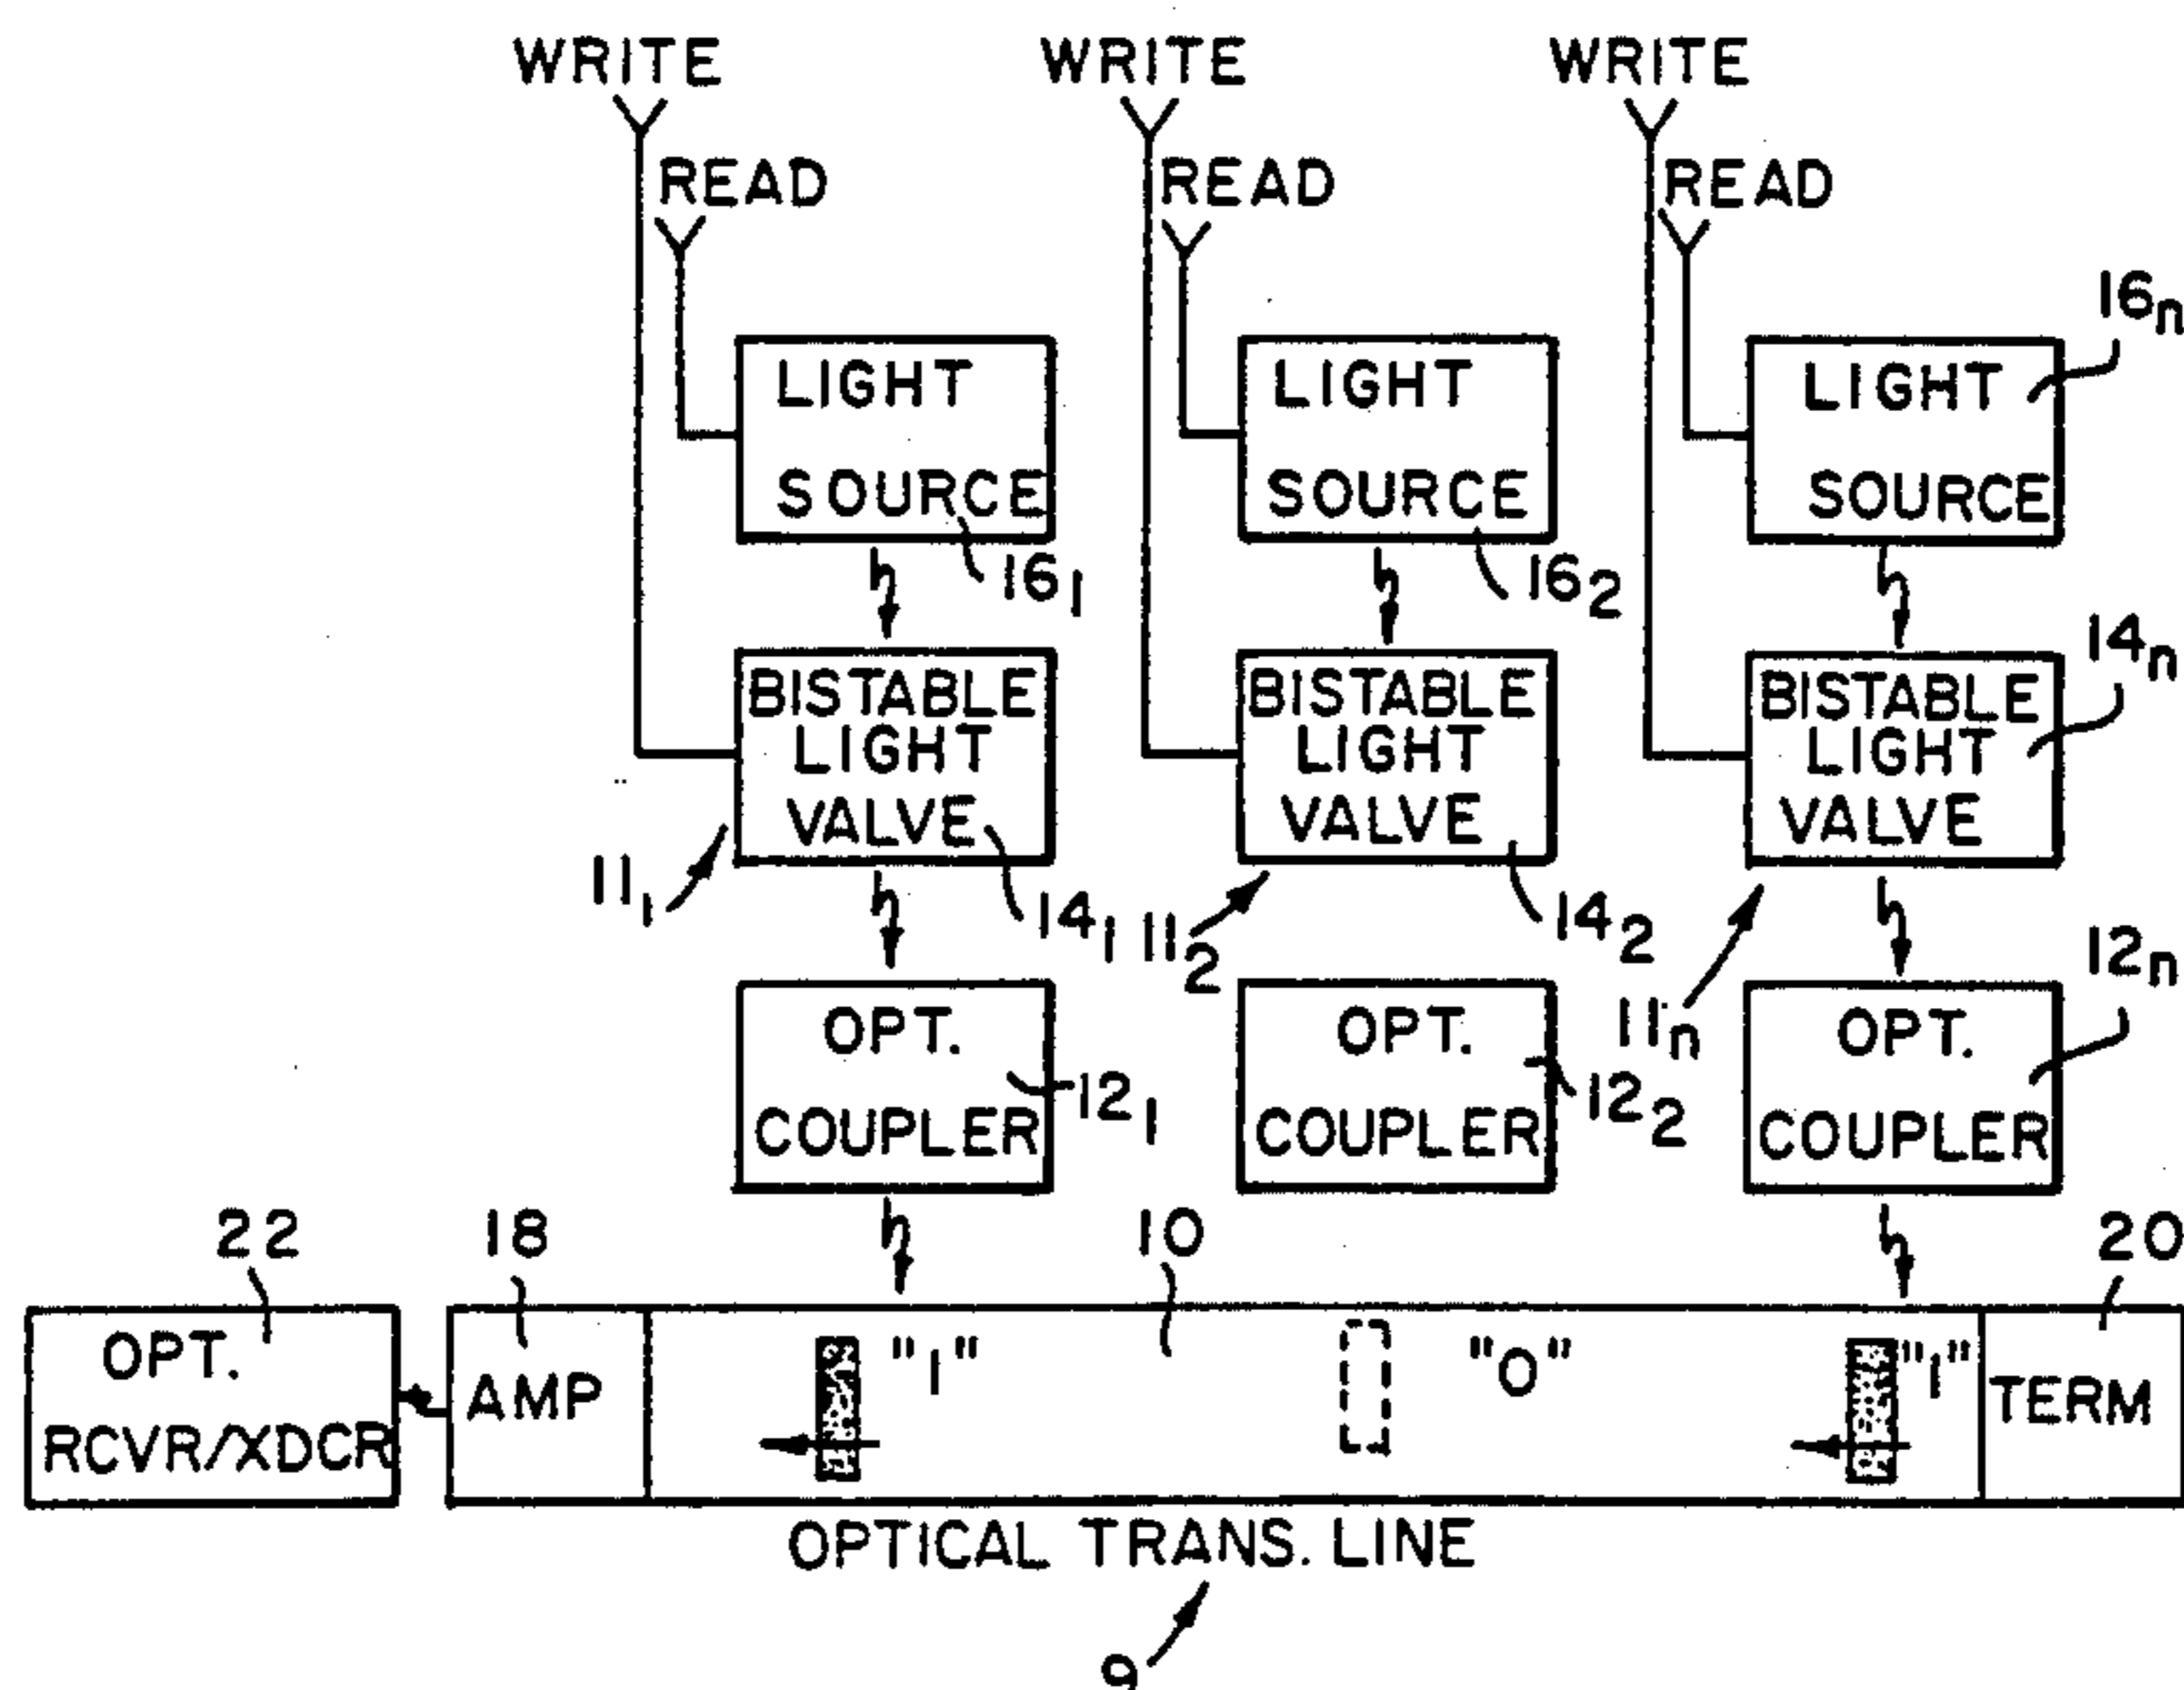 WRITE WRITE WRITE
READ READ READ
16n
LIGHT SOURCE
LIGHT SOURCE
LIGHT SOURCE
16₁ 16₂
14n
BISTABLE LIGHT VALVE
BISTABLE LIGHT VALVE
BISTABLE LIGHT VALVE
11₁ 14₁ 11₂ 14₂ 11n
12n
OPT. COUPLER
OPT. COUPLER
OPT. COUPLER
12₁ 12₂
22 18 10 20
OPT. RCVR/XDCR
AMP "1" "0" "1" TERM
OPTICAL TRANS. LINE
9